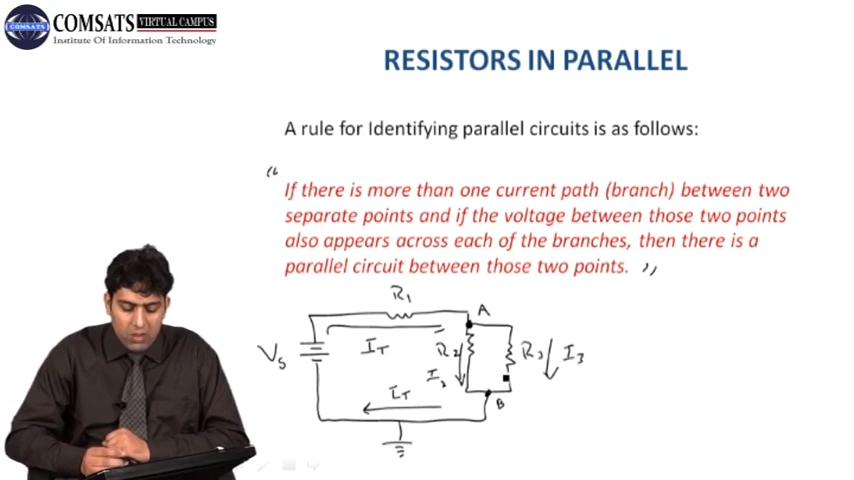 COMSATS VIRTUAL CAMPUS
COMSATS
Institute Of Information Technology
RESISTORS IN PARALLEL
A rule for Identifying parallel circuits is as follows:
"
If there is more than one current path (branch) between two
separate points and if the voltage between those two points
also appears across each of the branches, then there is a
parallel circuit between those two points. "
R1
A
VS
IT
R2
I3
IT
B